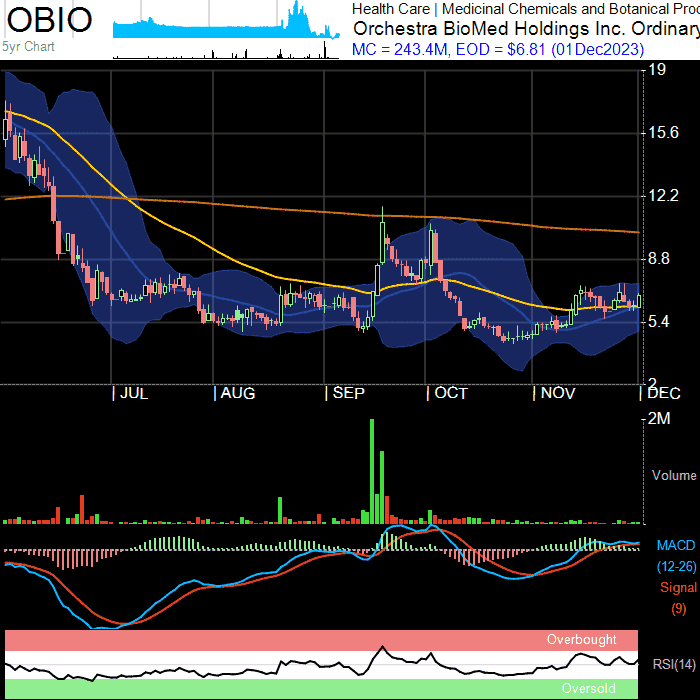 OBIO
5yr Chart
Health Care | Medicinal Chemicals and Botanical Proc
Orchestra BioMed Holdings Inc. Ordinary
MC = 243.4M, EOD = $6.81 (01Dec2023)
19
15.6
12.2
8.8
5.4
2
JUL AUG SEP OCT NOV DEC
2M
Volume
MACD
(12-26)
Signal
(9)
Overbought
RSI(14)
Oversold